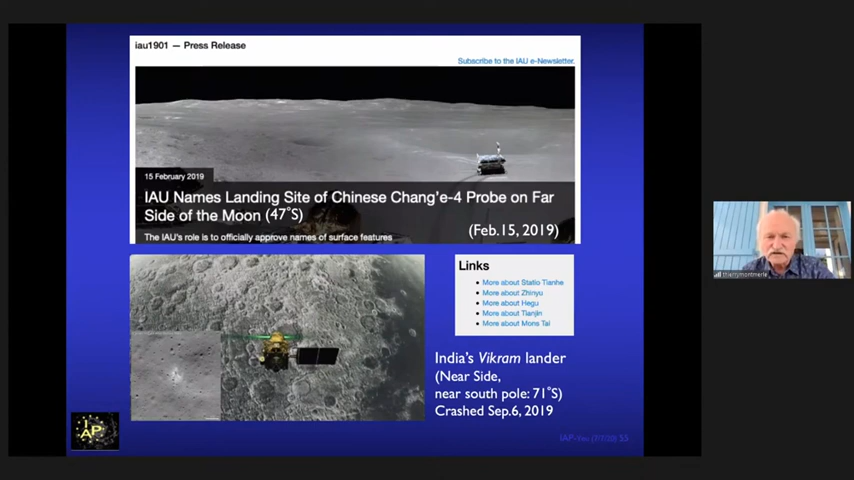 iau1901 — Press Release
Subscribe to the IAU e-Newsletter.
15 February 2019
IAU Names Landing Site of Chinese Chang'e-4 Probe on Far
Side of the Moon (47°S)
(Feb.15, 2019)
The IAU's role is to officially approve names of surface features
Links
• More about Statio Tianhe
• More about Zhinyu
• More about Hegu
• More about Tianjin
• More about Mons Tai
India's Vikram lander
(Near Side,
near south pole: 71°S)
Crashed Sep.6, 2019
IAP
thierrymontmerle